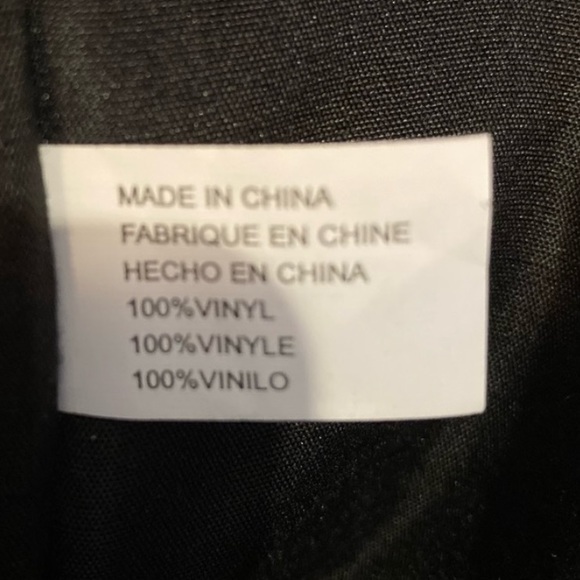 MADE IN CHINA
FABRIQUE EN CHINE
HECHO EN CHINA
100%VINYL
100%VINYLE
100%VINILO